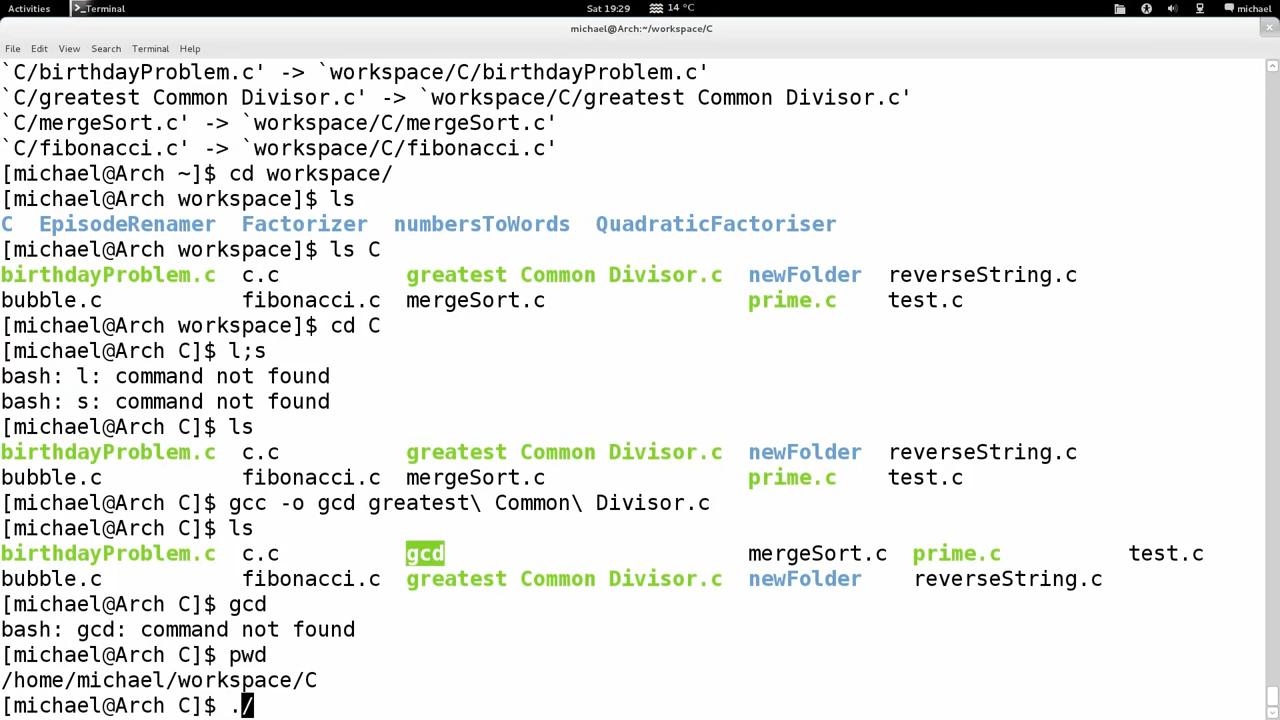 Activities >_Terminal Sat 19:29 14 °C michael
michael@Arch:~/workspace/C
File Edit View Search Terminal Help
`C/birthdayProblem.c' -> `workspace/C/birthdayProblem.c'
`C/greatest Common Divisor.c' -> `workspace/C/greatest Common Divisor.c'
`C/mergeSort.c' -> `workspace/C/mergeSort.c'
`C/fibonacci.c' -> `workspace/C/fibonacci.c'
[michael@Arch ~]$ cd workspace/
[michael@Arch workspace]$ ls
C EpisodeRenamer Factorizer numbersToWords QuadraticFactoriser
[michael@Arch workspace]$ ls C
birthdayProblem.c c.c greatest Common Divisor.c newFolder reverseString.c
bubble.c fibonacci.c mergeSort.c prime.c test.c
[michael@Arch workspace]$ cd C
[michael@Arch C]$ l;s
bash: l: command not found
bash: s: command not found
[michael@Arch C]$ ls
birthdayProblem.c c.c greatest Common Divisor.c newFolder reverseString.c
bubble.c fibonacci.c mergeSort.c prime.c test.c
[michael@Arch C]$ gcc -o gcd greatest\ Common\ Divisor.c
[michael@Arch C]$ ls
birthdayProblem.c c.c gcd mergeSort.c prime.c test.c
bubble.c fibonacci.c greatest Common Divisor.c newFolder reverseString.c
[michael@Arch C]$ gcd
bash: gcd: command not found
[michael@Arch C]$ pwd
/home/michael/workspace/C
[michael@Arch C]$ ./